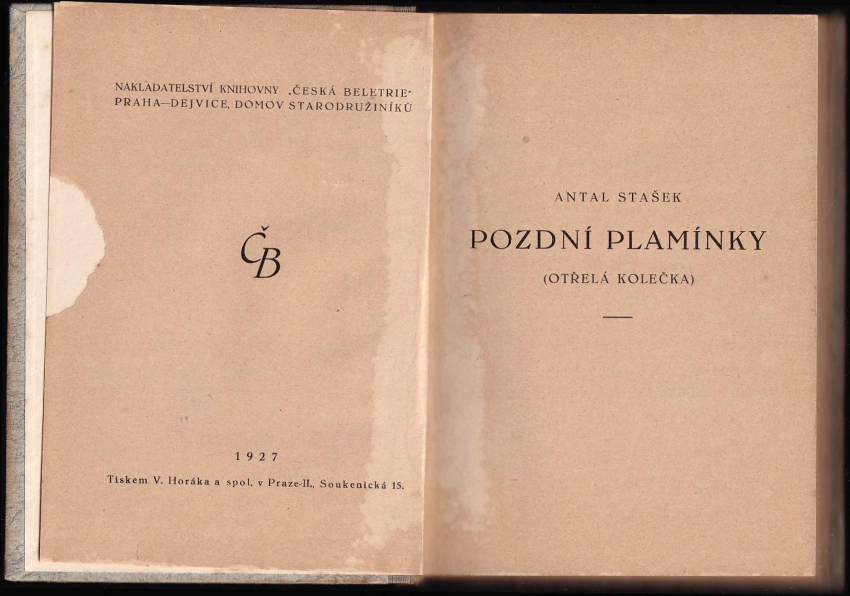 NAKLADATELSTVÍ KNIHOVNY „ČESKÁ BELETRIE“
PRAHA—DEJVICE, DOMOV STARODRUŽINÍKŮ
ČB
1927
Tiskem V. Horáka a spol. v Praze-II., Soukenická 15.
ANTAL STAŠEK
POZDNÍ PLAMÍNKY
(OTŘELÁ KOLEČKA)